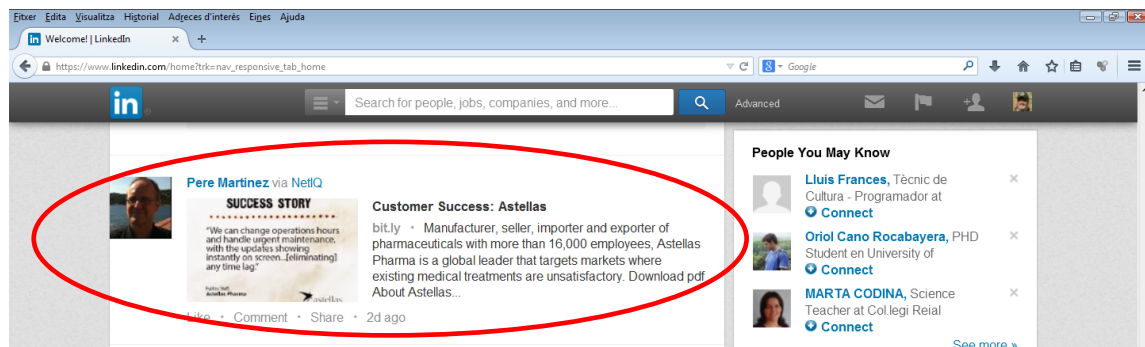 Fitxer Edita Visualitza Historial Adreces d'interès Eines Ajuda
in Welcome! | LinkedIn × +
https://www.linkedin.com/home?trk=nav_responsive_tab_home
8 Google
in
Search for people, jobs, companies, and more...
Advanced
Pere Martinez via NetIQ
SUCCESS STORY
"We can change operations hours
and handle urgent maintenance,
with the updates showing
instantly on screen...[eliminating]
any time lag."
Astellas Pharma
astellas
Customer Success: Astellas
bit.ly • Manufacturer, seller, importer and exporter of
pharmaceuticals with more than 16,000 employees, Astellas
Pharma is a global leader that targets markets where
existing medical treatments are unsatisfactory. Download pdf
About Astellas...
Like • Comment • Share • 2d ago
People You May Know
Lluis Frances, Tècnic de
Cultura - Programador at
Connect
Oriol Cano Rocabayera, PHD
Student en University of
Connect
MARTA CODINA, Science
Teacher at Col.legi Reial
Connect
See more »